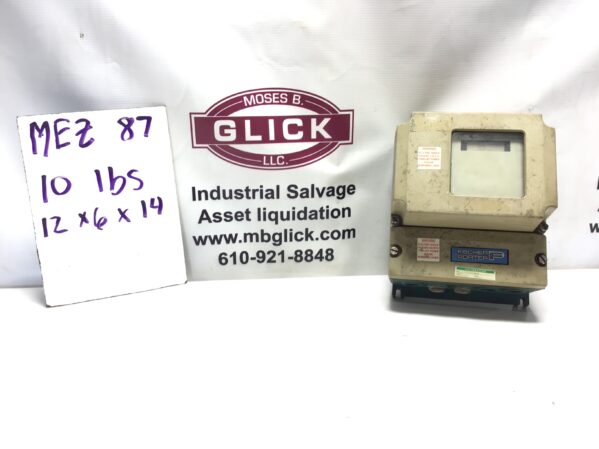 MEZ 87
10 lbs
12 x 6 x 14
MOSES B.
GLICK
LLC.
Industrial Salvage
Asset liquidation
www.mbglick.com
610-921-8848
FISCHER
PORTER